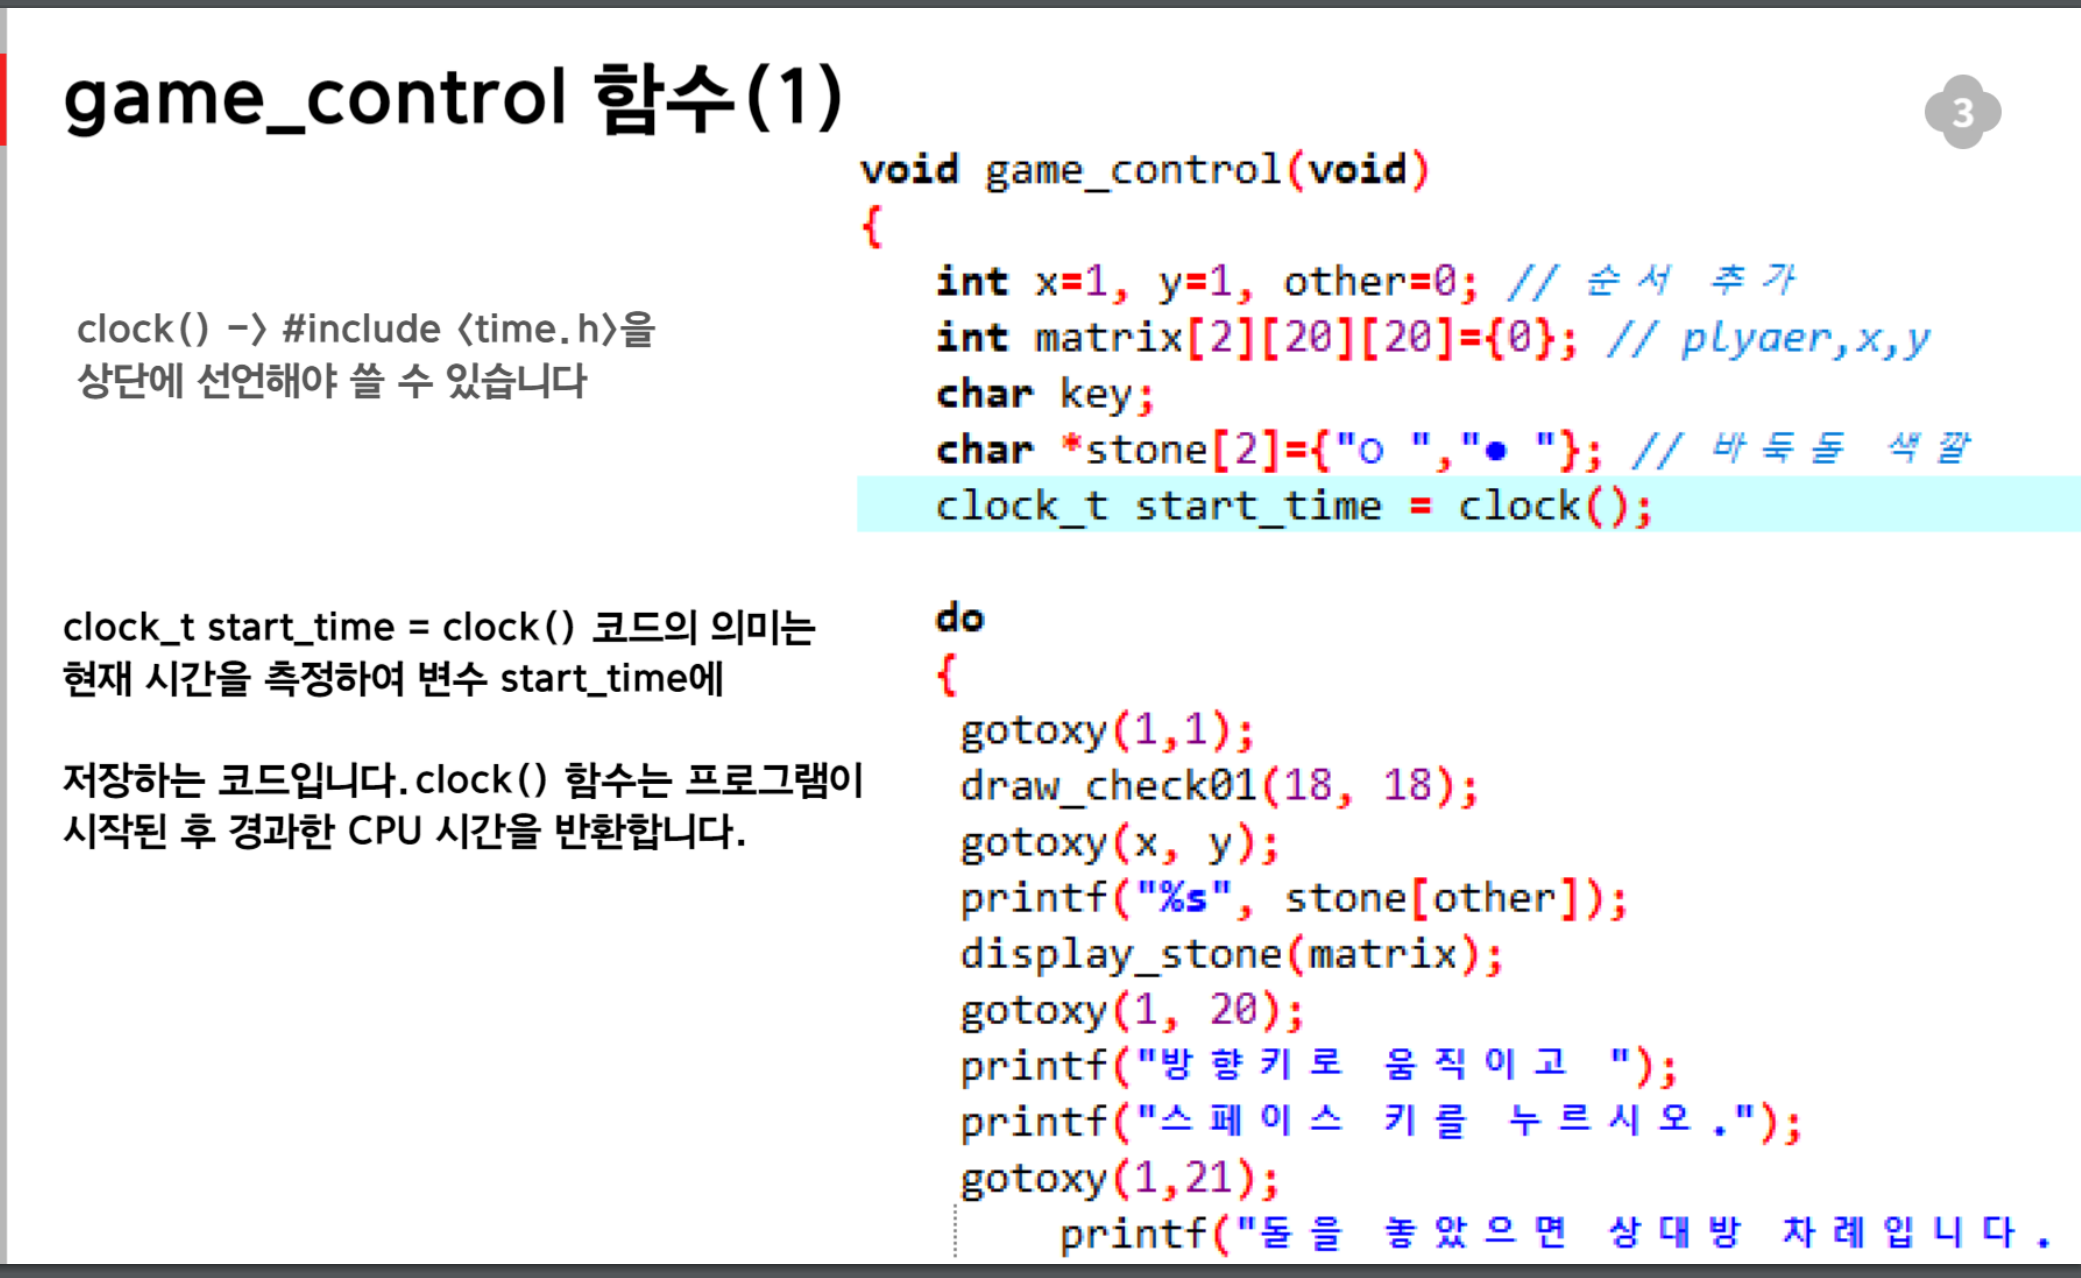 game_control 함수(1)
3
clock() -> #include <time.h>을
상단에 선언해야 쓸 수 있습니다
clock_t start_time = clock() 코드의 의미는
현재 시간을 측정하여 변수 start_time에
저장하는 코드입니다.clock() 함수는 프로그램이
시작된 후 경과한 CPU 시간을 반환합니다.
void game_control(void)
{
int x=1, y=1, other=0; // 순서 추가
int matrix[2][20][20]={0}; // plyaer,x,y
char key;
char *stone[2]={"○ ","● "}; // 바둑돌 색깔
clock_t start_time = clock();
do
{
gotoxy(1,1);
draw_check01(18, 18);
gotoxy(x, y);
printf("%s", stone[other]);
display_stone(matrix);
gotoxy(1, 20);
printf("방향키로 움직이고 ");
printf("스페이스 키를 누르시오.");
gotoxy(1,21);
printf("돌을 놓았으면 상대방 차례입니다.